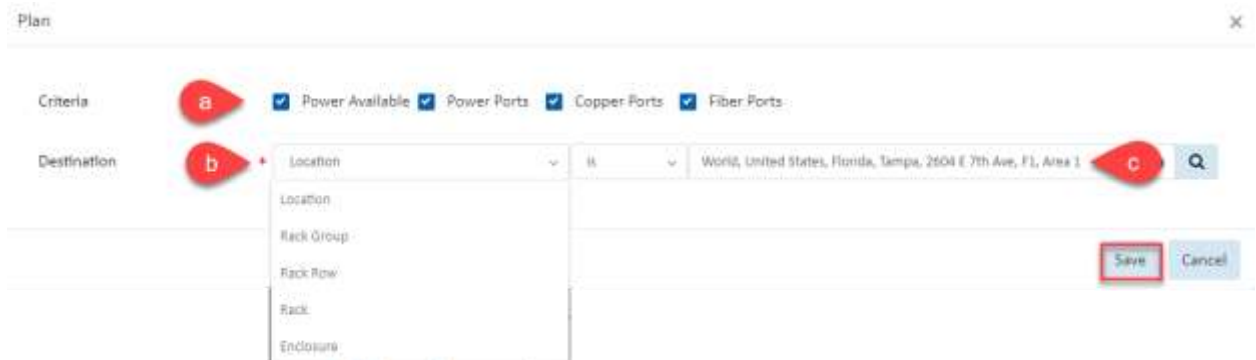 Plan ×
Criteria a Power Available Power Ports Copper Ports Fiber Ports
Destination b * Location is World, United States, Florida, Tampa, 2604 E 7th Ave, F1, Area 1 c
Location
Rack Group
Rack Row
Save Cancel
Rack
Enclosure